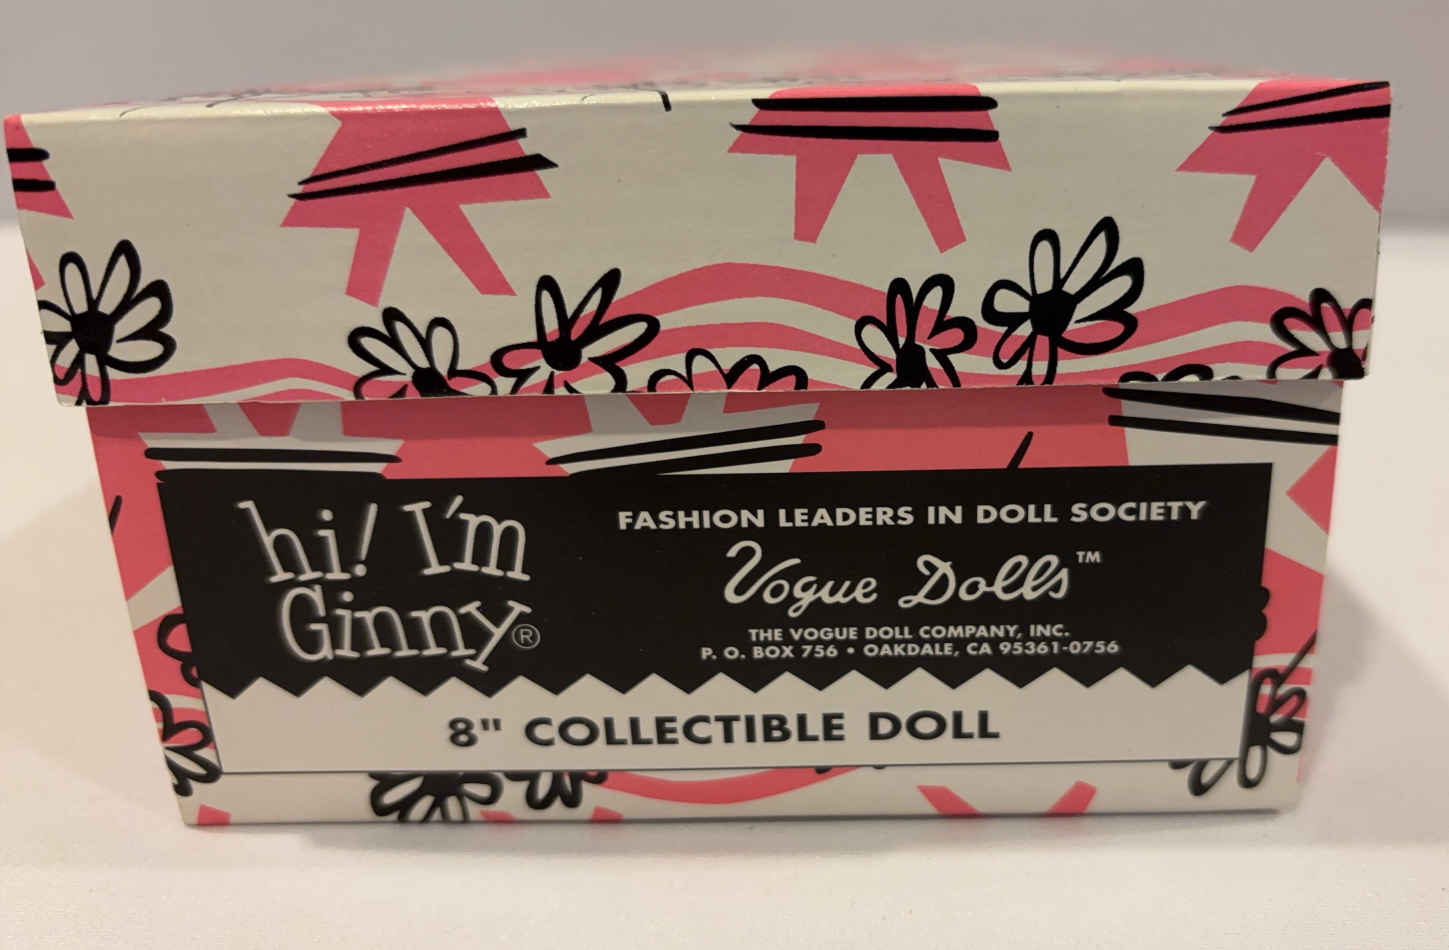 hi! I'm
Ginny®
FASHION LEADERS IN DOLL SOCIETY
Vogue Dolls™
THE VOGUE DOLL COMPANY, INC.
P. O. BOX 756 • OAKDALE, CA 95361-0756
8" COLLECTIBLE DOLL